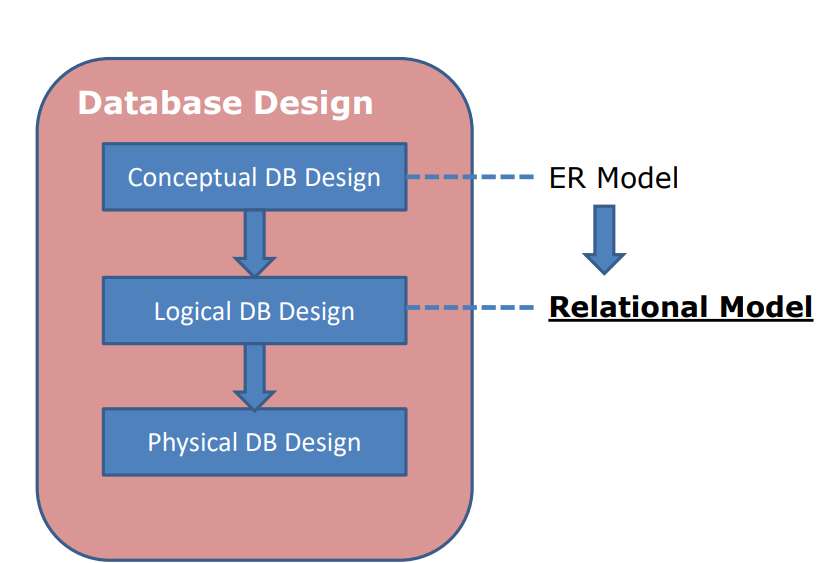 Database Design
Conceptual DB Design
ER Model
Logical DB Design
Relational Model
Physical DB Design